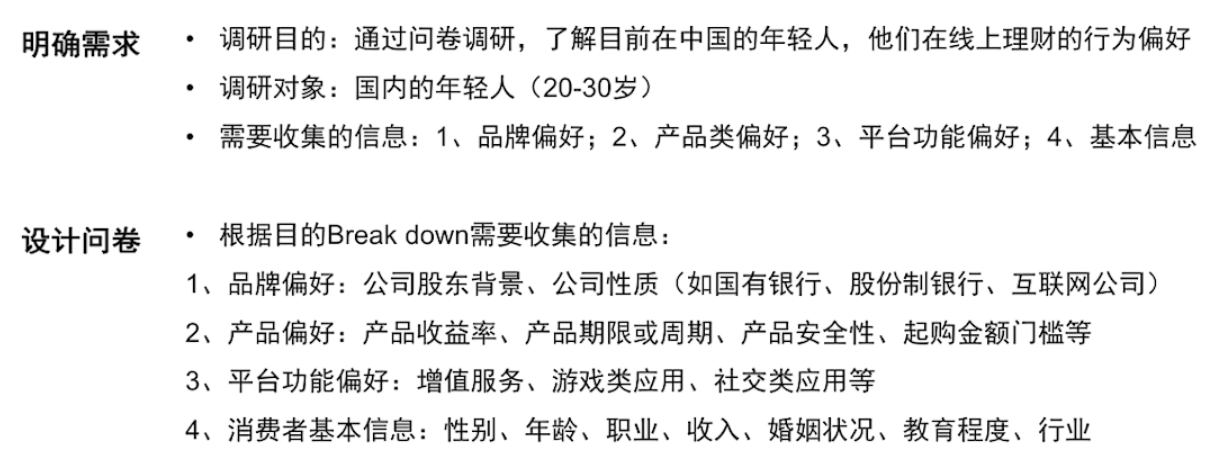 明确需求
• 调研目的：通过问卷调研，了解目前在中国的年轻人，他们在线上理财的行为偏好
• 调研对象：国内的年轻人（20-30岁）
• 需要收集的信息：1、品牌偏好；2、产品类偏好；3、平台功能偏好；4、基本信息
设计问卷
• 根据目的Break down需要收集的信息：
1、品牌偏好：公司股东背景、公司性质（如国有银行、股份制银行、互联网公司）
2、产品偏好：产品收益率、产品期限或周期、产品安全性、起购金额门槛等
3、平台功能偏好：增值服务、游戏类应用、社交类应用等
4、消费者基本信息：性别、年龄、职业、收入、婚姻状况、教育程度、行业